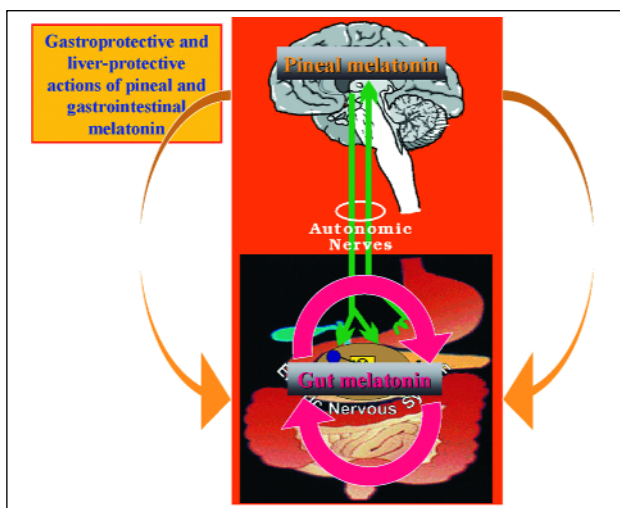 Gastroprotective and
liver-protective
actions of pineal and
gastrointestinal
melatonin
Pineal melatonin
Autonomic
Nerves
Gut melatonin
Nervous